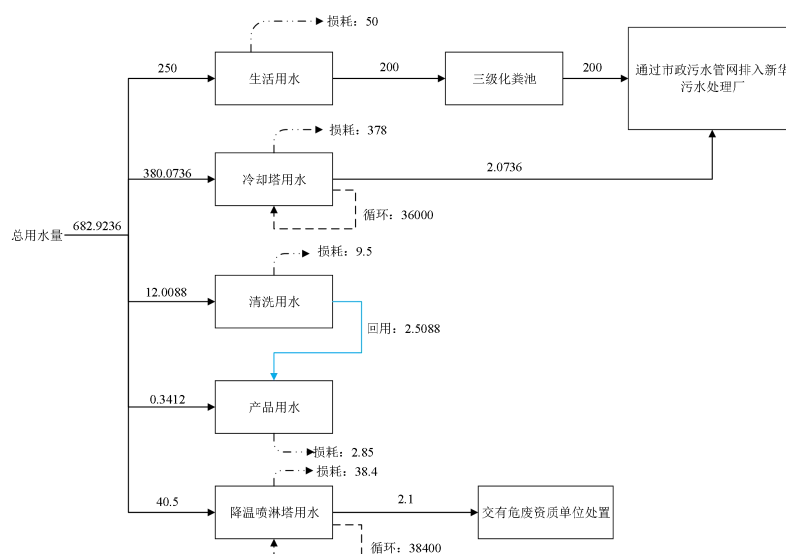 损耗：50
250
生活用水
200
三级化粪池
200
通过市政污水管网排入新华
污水处理厂
损耗：378
380.0736
冷却塔用水
2.0736
循环：36000
总用水量
682.9236
损耗：9.5
12.0088
清洗用水
回用：2.5088
0.3412
产品用水
损耗：2.85
损耗：38.4
40.5
降温喷淋塔用水
2.1
交有危废资质单位处置
循环：38400